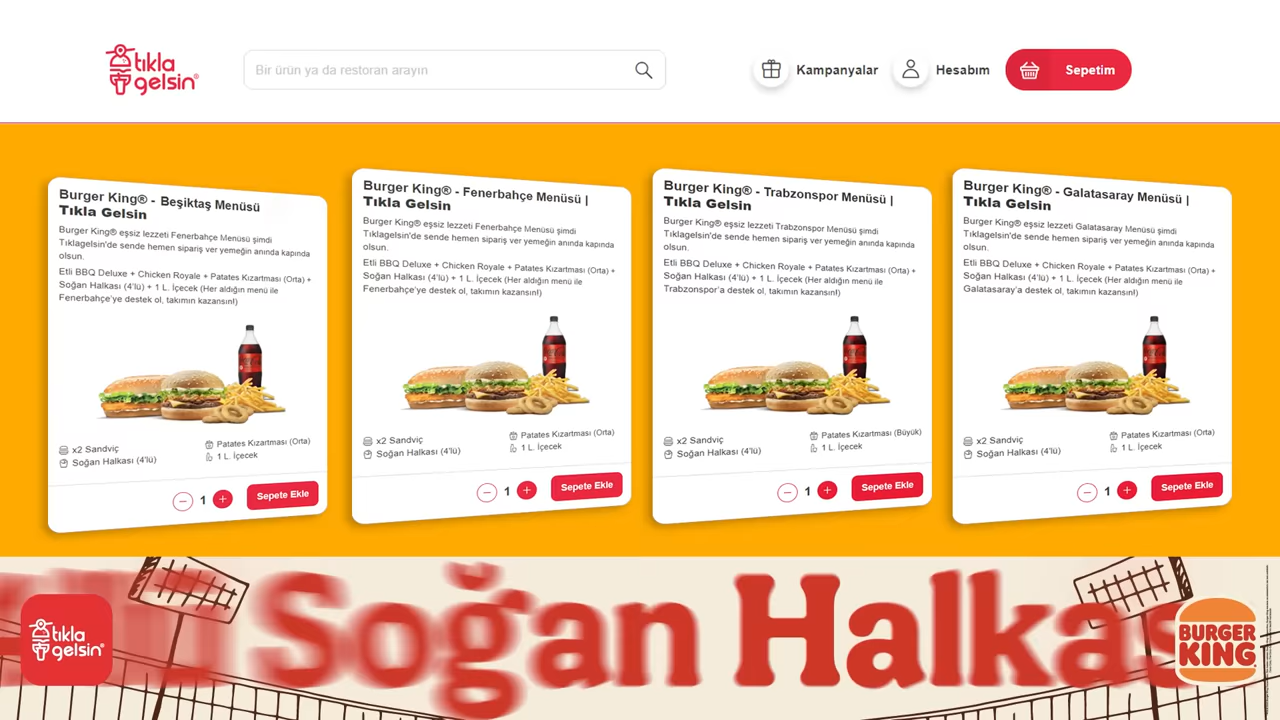 tıkla
gelsin®
Bir ürün ya da restoran arayın
Kampanyalar
Hesabım
Sepetim
Burger King® - Beşiktaş Menüsü
Tıkla Gelsin
Burger King® eşsiz lezzeti Fenerbahçe Menüsü şimdi
Tıklagelsin'de sende hemen sipariş ver yemeğin anında kapında
olsun.
Etli BBQ Deluxe + Chicken Royale + Patates Kızartması (Orta) +
Soğan Halkası (4'lü) + 1 L. İçecek (Her aldığın menü ile
Fenerbahçe'ye destek ol, takımın kazansın!)
x2 Sandviç
Patates Kızartması (Orta)
Soğan Halkası (4'lü)
1 L. İçecek
1
Sepete Ekle
Burger King® - Fenerbahçe Menüsü |
Tıkla Gelsin
Burger King® eşsiz lezzeti Fenerbahçe Menüsü şimdi
Tıklagelsin'de sende hemen sipariş ver yemeğin anında kapında
olsun.
Etli BBQ Deluxe + Chicken Royale + Patates Kızartması (Orta) +
Soğan Halkası (4'lü) + 1 L. İçecek (Her aldığın menü ile
Fenerbahçe'ye destek ol, takımın kazansın!)
x2 Sandviç
Patates Kızartması (Orta)
Soğan Halkası (4'lü)
1 L. İçecek
1
Sepete Ekle
Burger King® - Trabzonspor Menüsü |
Tıkla Gelsin
Burger King® eşsiz lezzeti Trabzonspor Menüsü şimdi
Tıklagelsin'de sende hemen sipariş ver yemeğin anında kapında
olsun.
Etli BBQ Deluxe + Chicken Royale + Patates Kızartması (Orta) +
Soğan Halkası (4'lü) + 1 L. İçecek (Her aldığın menü ile
Trabzonspor'a destek ol, takımın kazansın!)
x2 Sandviç
Patates Kızartması (Büyük)
Soğan Halkası (4'lü)
1 L. İçecek
1
Sepete Ekle
Burger King® - Galatasaray Menüsü |
Tıkla Gelsin
Burger King® eşsiz lezzeti Galatasaray Menüsü şimdi
Tıklagelsin'de sende hemen sipariş ver yemeğin anında kapında
olsun.
Etli BBQ Deluxe + Chicken Royale + Patates Kızartması (Orta) +
Soğan Halkası (4'lü) + 1 L. İçecek (Her aldığın menü ile
Galatasaray'a destek ol, takımın kazansın!)
x2 Sandviç
Patates Kızartması (Orta)
Soğan Halkası (4'lü)
1 L. İçecek
1
Sepete Ekle
Soğan Halkas
tıkla
gelsin®
BURGER
KING